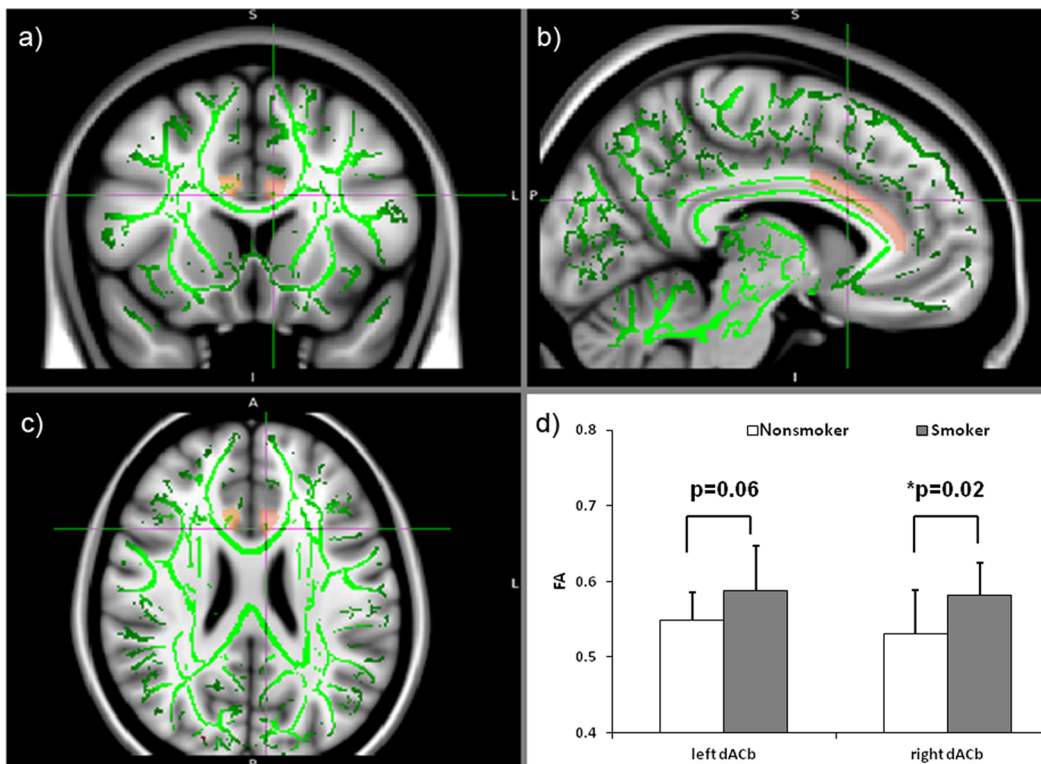 a)
S
L
I
b)
S
P
I
c)
A
L
d)
0.8
0.7
0.6
0.5
0.4
FA
Nonsmoker
Smoker
p=0.06
*p=0.02
left dACb
right dACb